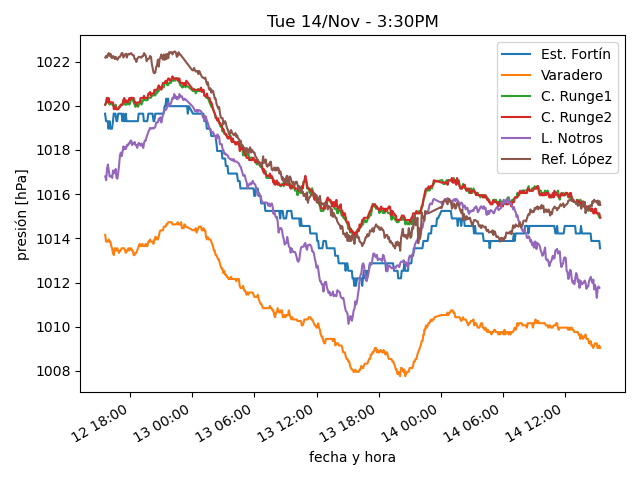 Tue 14/Nov - 3:30PM
presión [hPa]
1022
1020
1018
1016
1014
1012
1010
1008
Est. Fortín
Varadero
C. Runge1
C. Runge2
L. Notros
Ref. López
12 18:00
13 00:00
13 06:00
13 12:00
13 18:00
14 00:00
14 06:00
14 12:00
fecha y hora